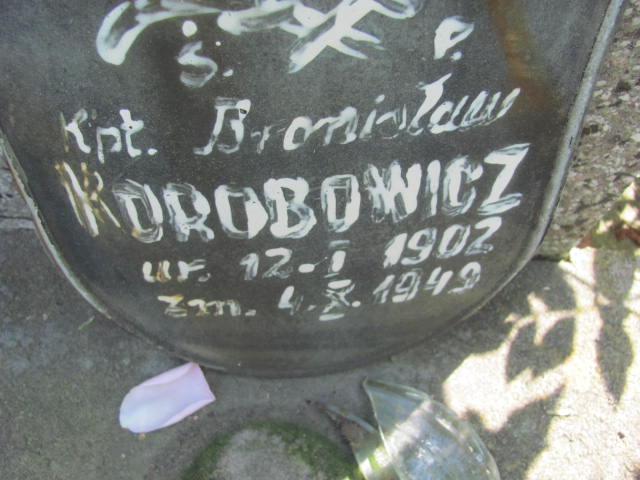 Ś. P.
Kpt. Bronisław
KOROBOWICZ
ur. 12-I 1902
zm. 4.X.1949